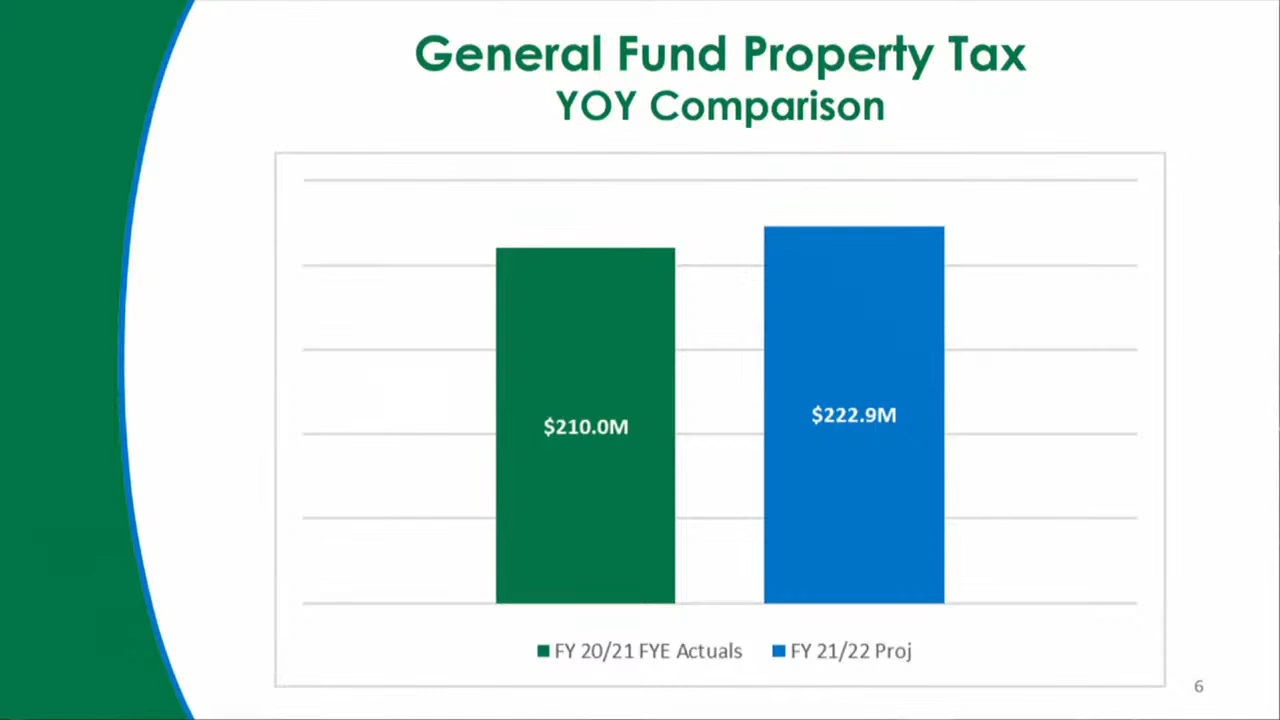 General Fund Property Tax
YOY Comparison
$210.0M
$222.9M
FY 20/21 FYE Actuals
FY 21/22 Proj
6